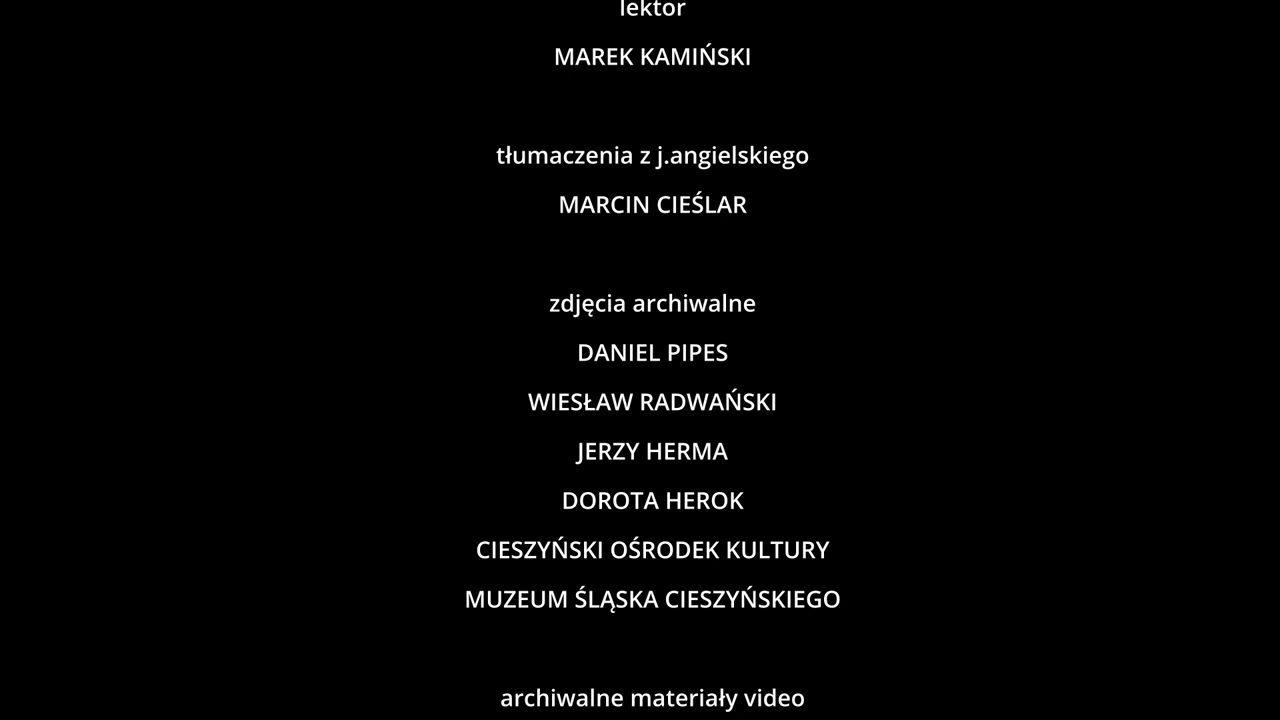 lektor
MAREK KAMIŃSKI
tłumaczenia z j.angielskiego
MARCIN CIEŚLAR
zdjęcia archiwalne
DANIEL PIPES
WIESŁAW RADWAŃSKI
JERZY HERMA
DOROTA HEROK
CIESZYŃSKI OŚRODEK KULTURY
MUZEUM ŚLĄSKA CIESZYŃSKIEGO
archiwalne materiały video